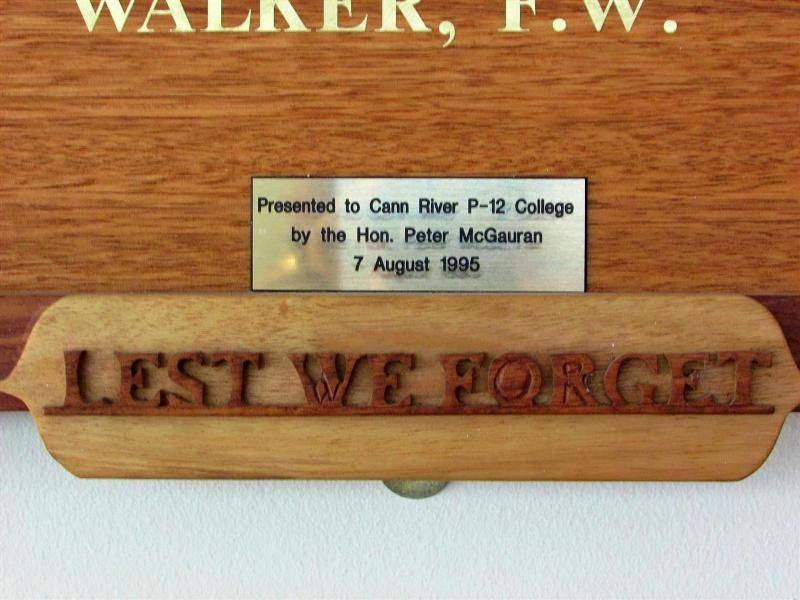 WALKER, F.W.
Presented to Cann River P-12 College
by the Hon. Peter McGauran
7 August 1995
LEST WE FORGET